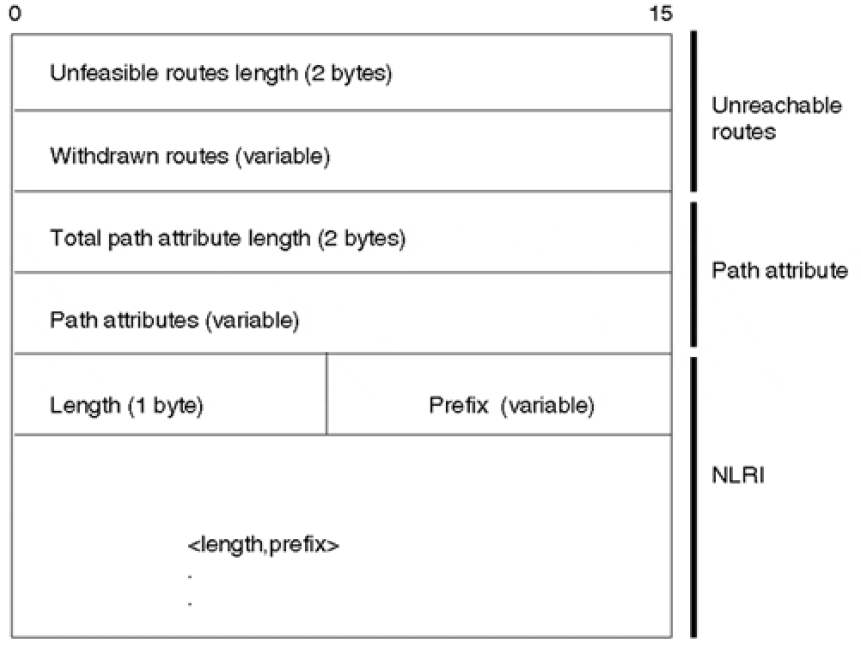 0 15
Unfeasible routes length (2 bytes)
Unreachable
routes
Withdrawn routes (variable)
Total path attribute length (2 bytes)
Path attribute
Path attributes (variable)
Length (1 byte) Prefix (variable)
NLRI
<length,prefix>
.
.